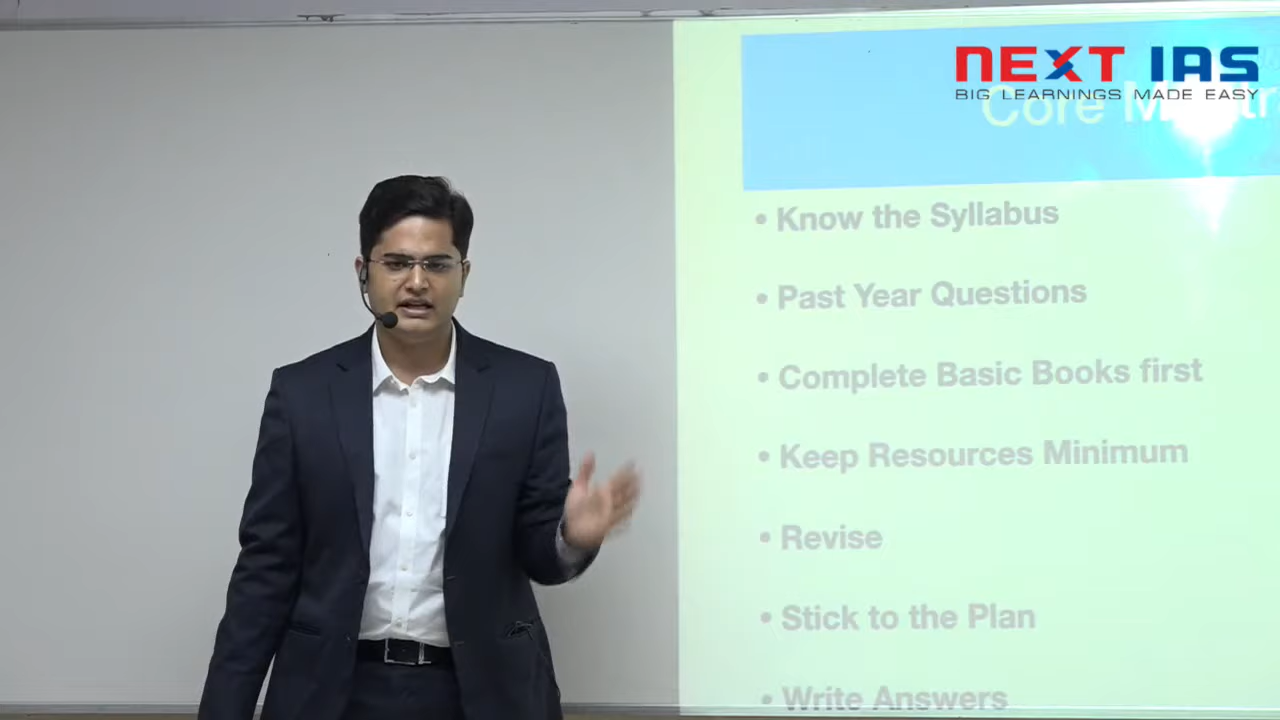 NEXT IAS
BIG LEARNINGS MADE EASY
Core
• Know the Syllabus
• Past Year Questions
• Complete Basic Books first
• Keep Resources Minimum
• Revise
• Stick to the Plan
• Write Answers